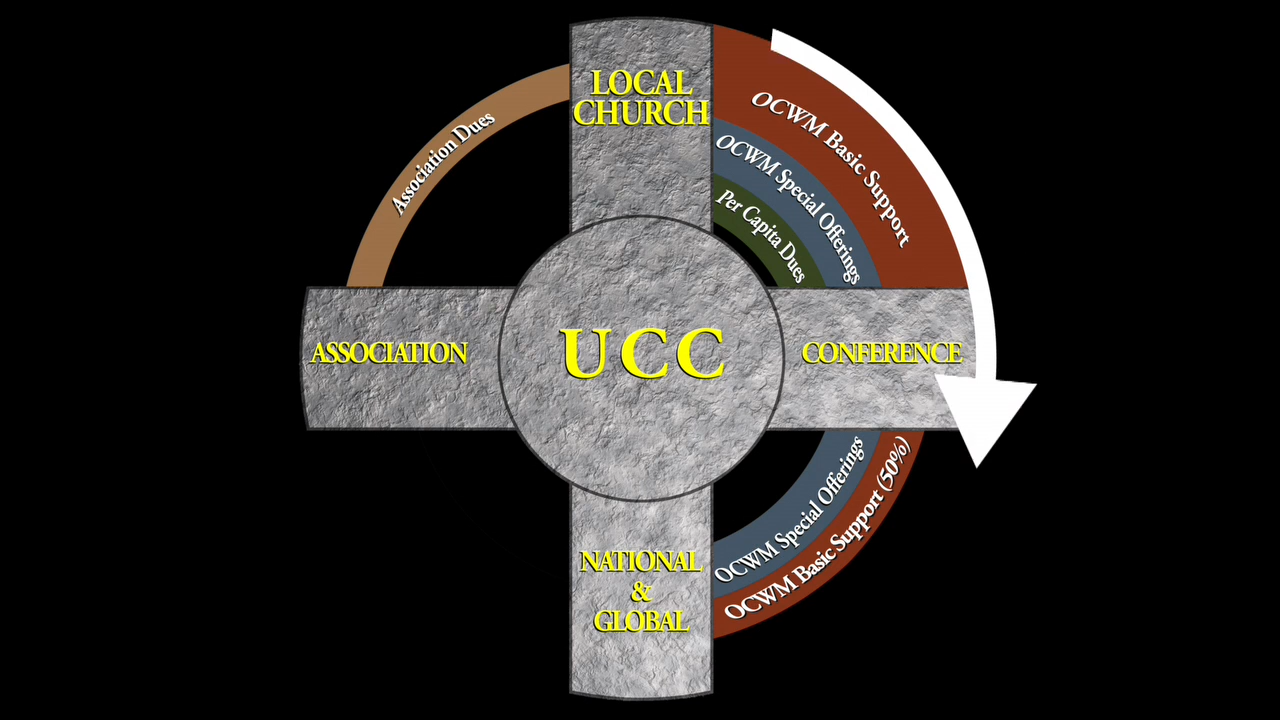 LOCAL
CHURCH
Association Dues
OCWM Basic Support
OCWM Special Offerings
Per Capita Dues
ASSOCIATION
UCC
CONFERENCE
OCWM Special Offerings
OCWM Basic Support (50%)
NATIONAL
&
GLOBAL